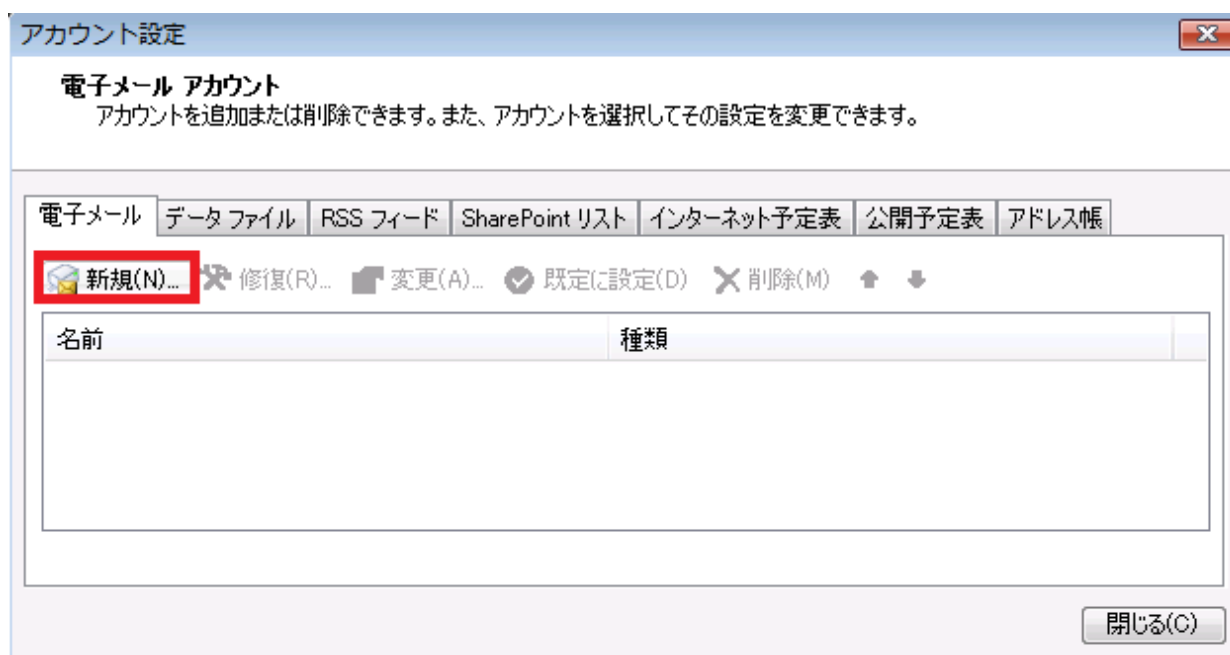 アカウント設定
電子メール アカウント
アカウントを追加または削除できます。また、アカウントを選択してその設定を変更できます。
電子メール データ ファイル RSS フィード SharePoint リスト インターネット予定表 公開予定表 アドレス帳
新規(N)... 修復(R)... 変更(A)... 既定に設定(D) 削除(M)
名前 種類
閉じる(C)